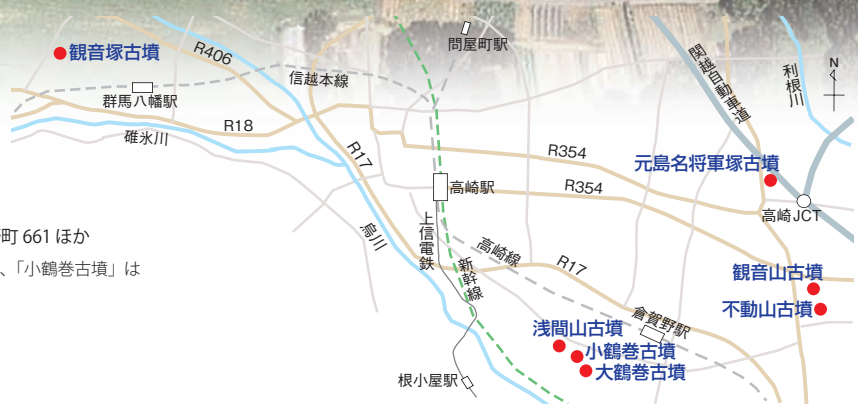 観音塚古墳
R406
問屋町駅
信越本線
群馬八幡駅
R18
碓氷川
R17
関越自動車道
利根川
N
R354
元島名将軍塚古墳
高崎駅
R354
高崎JCT
町 661 ほか
、「小鶴巻古墳」は
上信電鉄
烏川
新幹線
高崎線
R17
観音山古墳
不動山古墳
倉賀野駅
浅間山古墳
小鶴巻古墳
大鶴巻古墳
根小屋駅